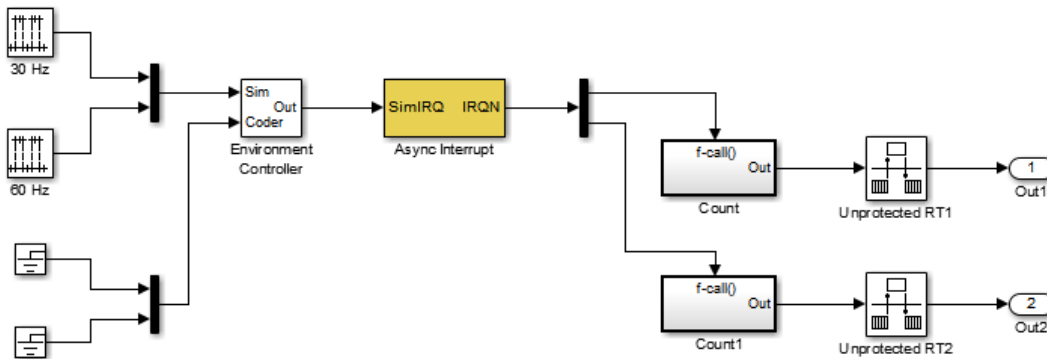 30 Hz
60 Hz
Sim
Out
Coder
Environment
Controller
SimIRQ IRQN
Async Interrupt
f-call()
Out
Count
Unprotected RT1
1
Out1
f-call()
Out
Count1
Unprotected RT2
2
Out2